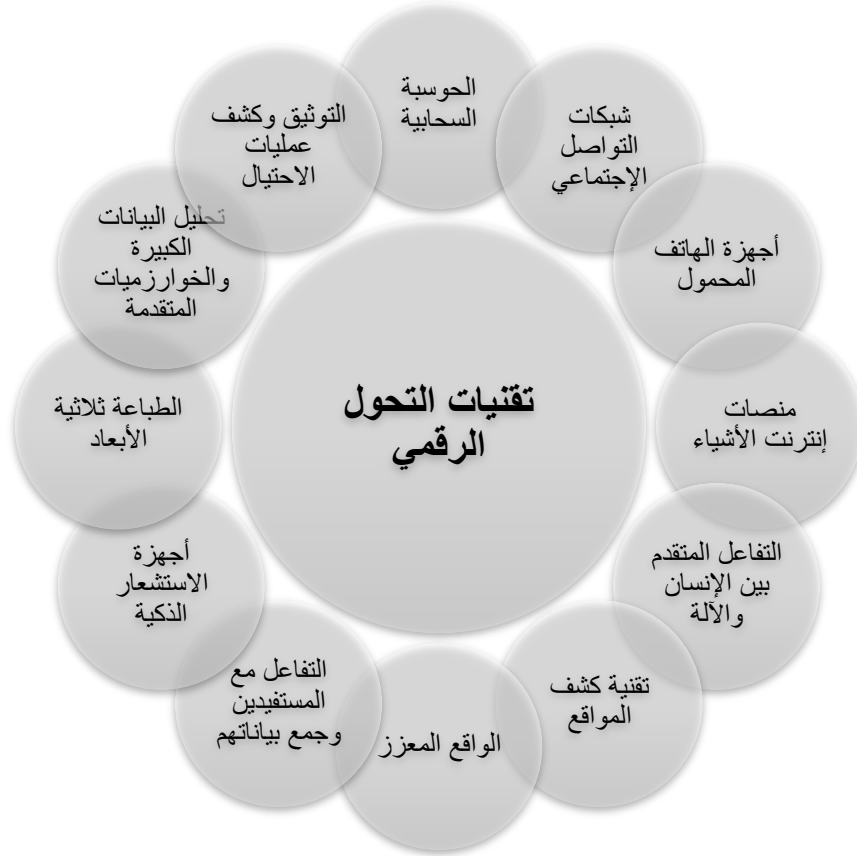 الحوسبة
السحابية
شبكات
التواصل
الإجتماعي
أجهزة الهاتف
المحمول
منصات
إنترنت الأشياء
التفاعل المتقدم
بين الإنسان
والآلة
تقنية كشف
المواقع
الواقع المعزز
التفاعل مع
المستفيدين
وجمع بياناتهم
أجهزة
الاستشعار
الذكية
الطباعة ثلاثية
الأبعاد
تحليل البيانات
الكبيرة
والخوارزميات
المتقدمة
التوثيق وكشف
عمليات
الاحتيال
تقنيات التحول
الرقمي